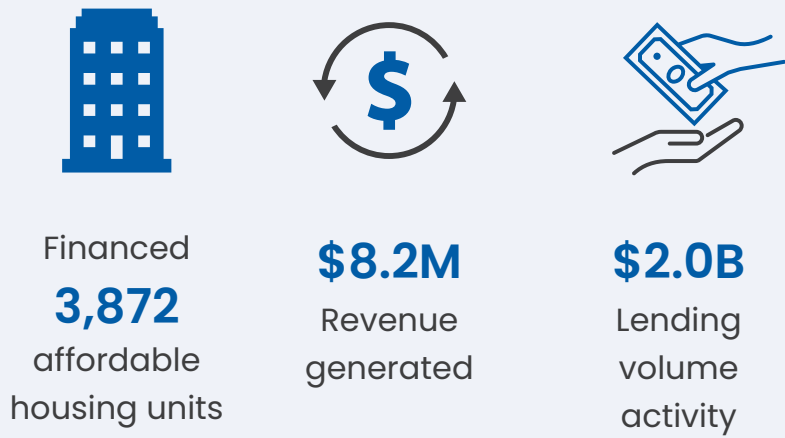 $
Financed
3,872
affordable
housing units
$8.2M
Revenue
generated
$2.0B
Lending
volume
activity